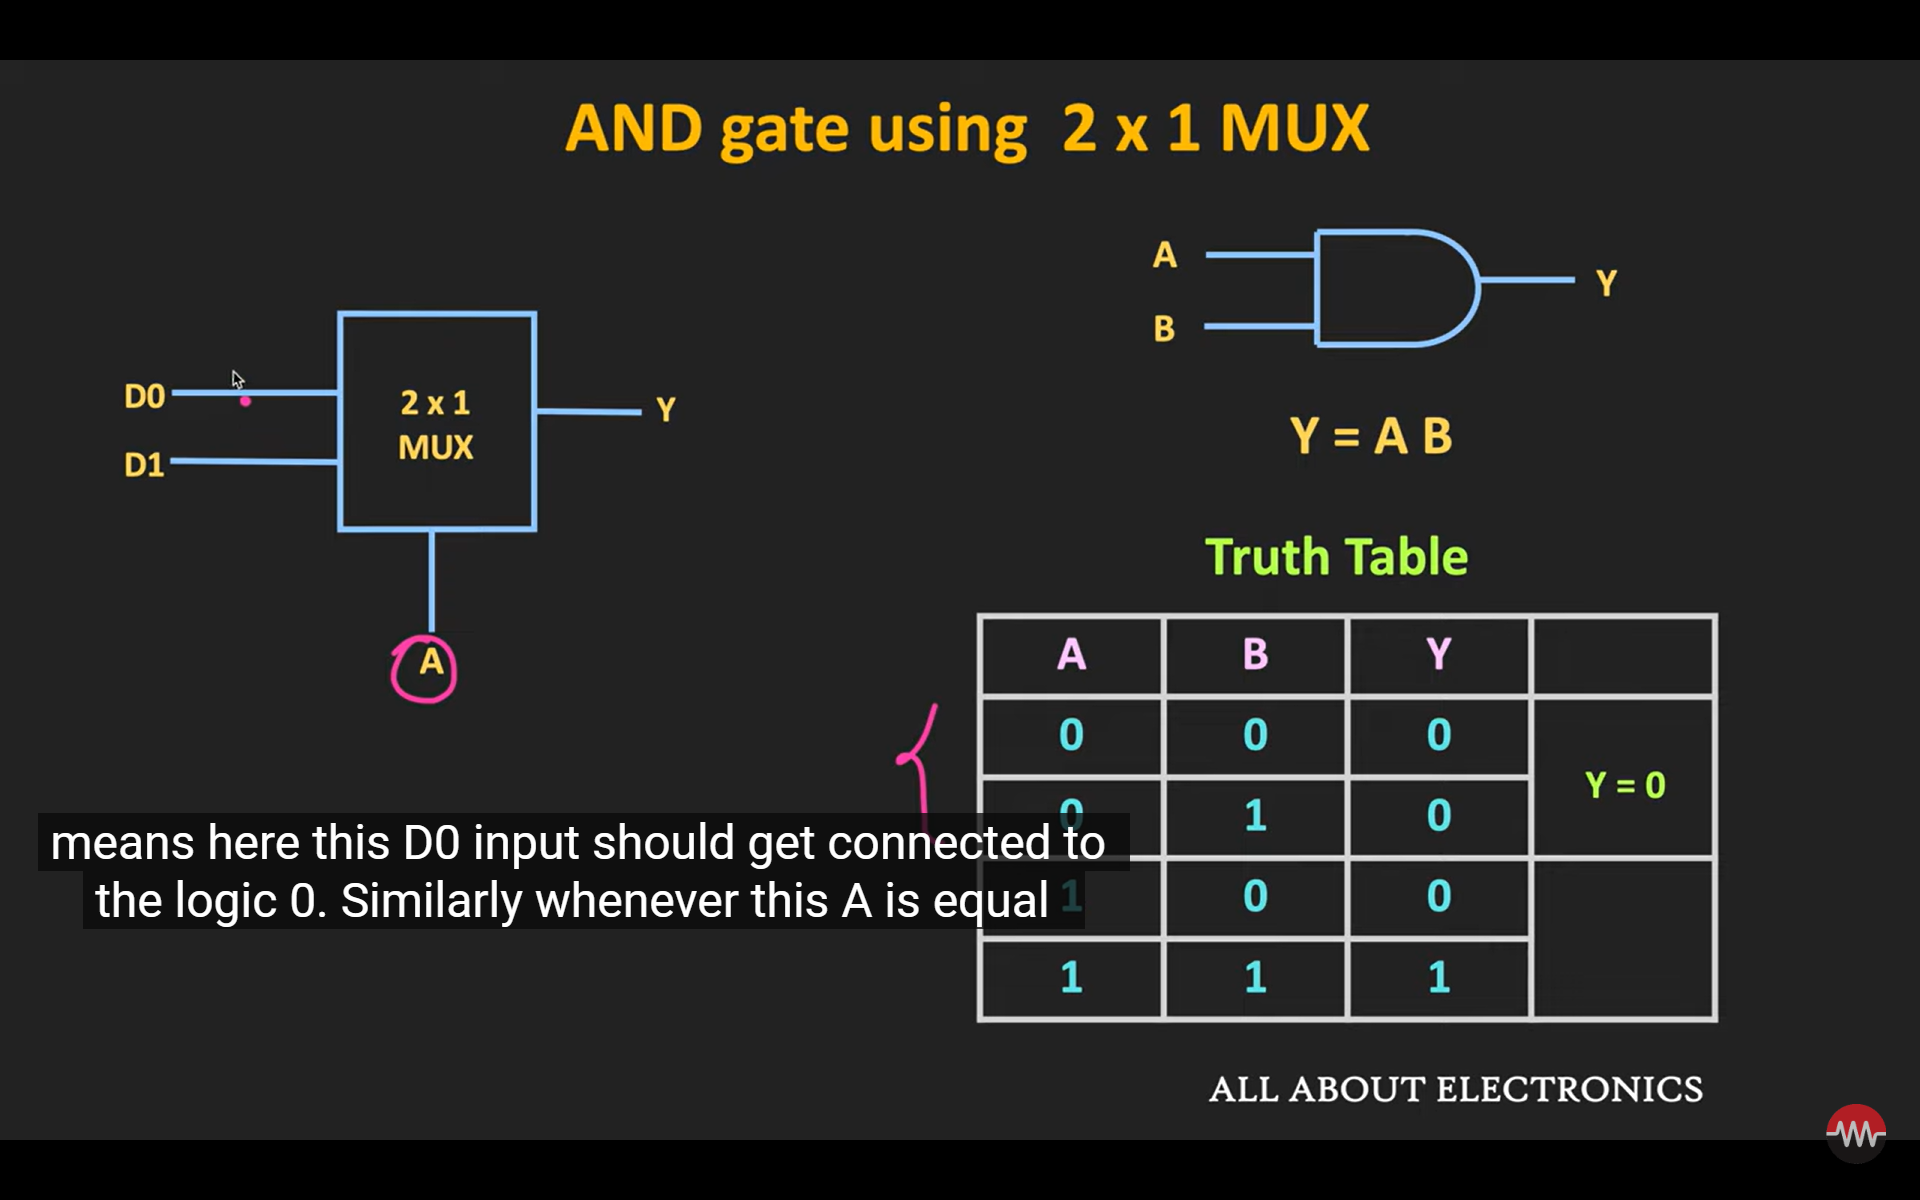 AND gate using 2 x 1 MUX
D0
D1
2 x 1
MUX
Y
A
A
B
Y
Y = A B
Truth Table
A B Y
0 0 0
0 1 0
Y = 0
1 0 0
1 1 1
means here this D0 input should get connected to
the logic 0. Similarly whenever this A is equal
ALL ABOUT ELECTRONICS